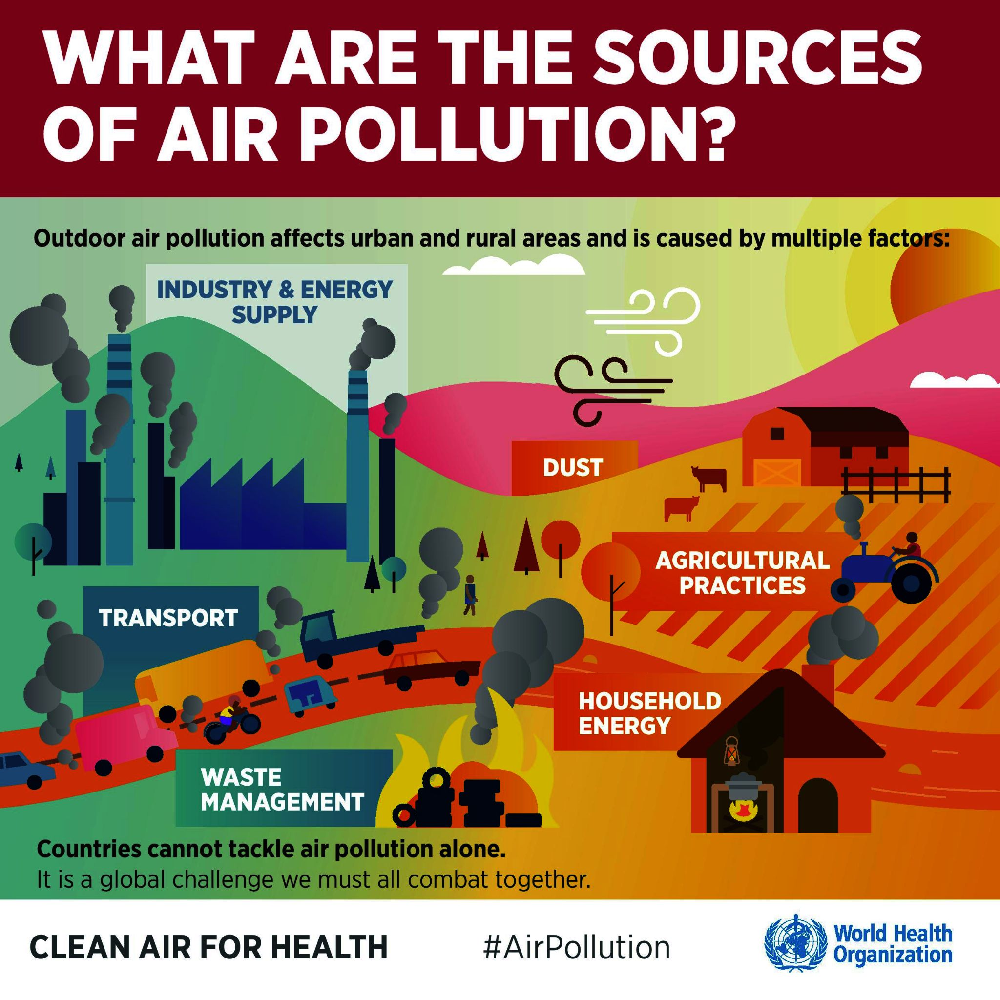 WHAT ARE THE SOURCES
OF AIR POLLUTION?
Outdoor air pollution affects urban and rural areas and is caused by multiple factors:
INDUSTRY & ENERGY
SUPPLY
DUST
AGRICULTURAL
PRACTICES
TRANSPORT
HOUSEHOLD
ENERGY
WASTE
MANAGEMENT
Countries cannot tackle air pollution alone.
It is a global challenge we must all combat together.
CLEAN AIR FOR HEALTH
#AirPollution
World Health
Organization